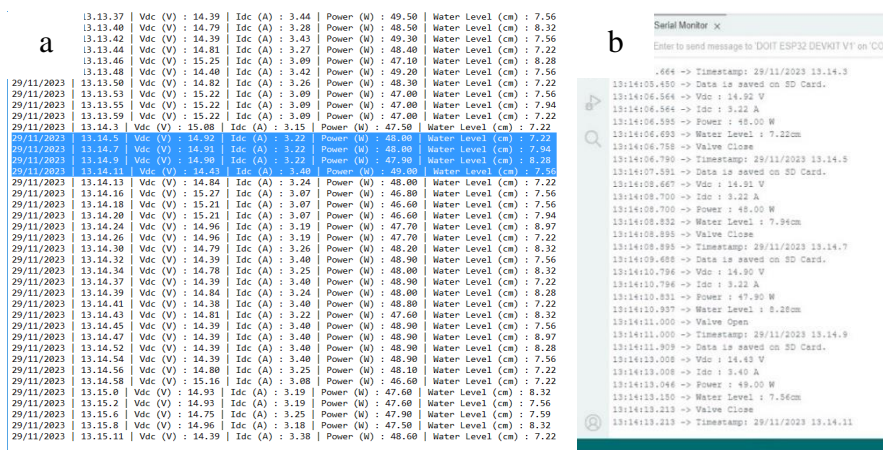 a
13.13.37 | Vdc (V) : 14.39 | Idc (A) : 3.44 | Power (W) : 49.50 | Water Level (cm) : 7.56
13.13.40 | Vdc (V) : 14.79 | Idc (A) : 3.28 | Power (W) : 48.50 | Water Level (cm) : 8.32
13.13.42 | Vdc (V) : 14.39 | Idc (A) : 3.43 | Power (W) : 49.30 | Water Level (cm) : 7.56
13.13.44 | Vdc (V) : 14.81 | Idc (A) : 3.27 | Power (W) : 48.40 | Water Level (cm) : 7.22
13.13.46 | Vdc (V) : 15.25 | Idc (A) : 3.09 | Power (W) : 47.10 | Water Level (cm) : 8.28
13.13.48 | Vdc (V) : 14.40 | Idc (A) : 3.42 | Power (W) : 49.20 | Water Level (cm) : 7.56
29/11/2023 | 13.13.50 | Vdc (V) : 14.82 | Idc (A) : 3.26 | Power (W) : 48.30 | Water Level (cm) : 7.22
29/11/2023 | 13.13.53 | Vdc (V) : 15.22 | Idc (A) : 3.09 | Power (W) : 47.00 | Water Level (cm) : 7.56
29/11/2023 | 13.13.55 | Vdc (V) : 15.22 | Idc (A) : 3.09 | Power (W) : 47.00 | Water Level (cm) : 7.94
29/11/2023 | 13.13.59 | Vdc (V) : 15.22 | Idc (A) : 3.09 | Power (W) : 47.00 | Water Level (cm) : 7.22
29/11/2023 | 13.14.3 | Vdc (V) : 15.08 | Idc (A) : 3.15 | Power (W) : 47.50 | Water Level (cm) : 7.22
29/11/2023 | 13.14.5 | Vdc (V) : 14.92 | Idc (A) : 3.22 | Power (W) : 48.00 | Water Level (cm) : 7.22
29/11/2023 | 13.14.7 | Vdc (V) : 14.91 | Idc (A) : 3.22 | Power (W) : 48.00 | Water Level (cm) : 7.94
29/11/2023 | 13.14.9 | Vdc (V) : 14.90 | Idc (A) : 3.22 | Power (W) : 47.90 | Water Level (cm) : 8.28
29/11/2023 | 13.14.11 | Vdc (V) : 14.43 | Idc (A) : 3.40 | Power (W) : 49.00 | Water Level (cm) : 7.56
29/11/2023 | 13.14.13 | Vdc (V) : 14.84 | Idc (A) : 3.24 | Power (W) : 48.00 | Water Level (cm) : 7.22
29/11/2023 | 13.14.16 | Vdc (V) : 15.27 | Idc (A) : 3.07 | Power (W) : 46.80 | Water Level (cm) : 7.56
29/11/2023 | 13.14.18 | Vdc (V) : 15.21 | Idc (A) : 3.07 | Power (W) : 46.60 | Water Level (cm) : 7.56
29/11/2023 | 13.14.20 | Vdc (V) : 15.21 | Idc (A) : 3.07 | Power (W) : 46.60 | Water Level (cm) : 7.94
29/11/2023 | 13.14.24 | Vdc (V) : 14.96 | Idc (A) : 3.19 | Power (W) : 47.70 | Water Level (cm) : 8.97
29/11/2023 | 13.14.26 | Vdc (V) : 14.96 | Idc (A) : 3.19 | Power (W) : 47.70 | Water Level (cm) : 7.22
29/11/2023 | 13.14.30 | Vdc (V) : 14.79 | Idc (A) : 3.26 | Power (W) : 48.20 | Water Level (cm) : 8.32
29/11/2023 | 13.14.32 | Vdc (V) : 14.39 | Idc (A) : 3.40 | Power (W) : 48.90 | Water Level (cm) : 7.56
29/11/2023 | 13.14.34 | Vdc (V) : 14.78 | Idc (A) : 3.25 | Power (W) : 48.00 | Water Level (cm) : 8.32
29/11/2023 | 13.14.37 | Vdc (V) : 14.39 | Idc (A) : 3.40 | Power (W) : 48.90 | Water Level (cm) : 7.22
29/11/2023 | 13.14.39 | Vdc (V) : 14.84 | Idc (A) : 3.24 | Power (W) : 48.00 | Water Level (cm) : 8.28
29/11/2023 | 13.14.41 | Vdc (V) : 14.38 | Idc (A) : 3.40 | Power (W) : 48.80 | Water Level (cm) : 7.22
29/11/2023 | 13.14.43 | Vdc (V) : 14.81 | Idc (A) : 3.22 | Power (W) : 47.60 | Water Level (cm) : 8.32
29/11/2023 | 13.14.45 | Vdc (V) : 14.39 | Idc (A) : 3.40 | Power (W) : 48.90 | Water Level (cm) : 7.56
29/11/2023 | 13.14.47 | Vdc (V) : 14.39 | Idc (A) : 3.40 | Power (W) : 48.90 | Water Level (cm) : 8.97
29/11/2023 | 13.14.52 | Vdc (V) : 14.39 | Idc (A) : 3.40 | Power (W) : 48.90 | Water Level (cm) : 8.28
29/11/2023 | 13.14.54 | Vdc (V) : 14.39 | Idc (A) : 3.40 | Power (W) : 48.90 | Water Level (cm) : 7.56
29/11/2023 | 13.14.56 | Vdc (V) : 14.80 | Idc (A) : 3.25 | Power (W) : 48.10 | Water Level (cm) : 7.22
29/11/2023 | 13.14.58 | Vdc (V) : 15.16 | Idc (A) : 3.08 | Power (W) : 46.60 | Water Level (cm) : 7.22
29/11/2023 | 13.15.0 | Vdc (V) : 14.93 | Idc (A) : 3.19 | Power (W) : 47.60 | Water Level (cm) : 8.32
29/11/2023 | 13.15.2 | Vdc (V) : 14.93 | Idc (A) : 3.19 | Power (W) : 47.60 | Water Level (cm) : 7.56
29/11/2023 | 13.15.6 | Vdc (V) : 14.75 | Idc (A) : 3.25 | Power (W) : 47.90 | Water Level (cm) : 7.59
29/11/2023 | 13.15.8 | Vdc (V) : 14.96 | Idc (A) : 3.18 | Power (W) : 47.50 | Water Level (cm) : 7.56
29/11/2023 | 13.15.11 | Vdc (V) : 14.39 | Idc (A) : 3.38 | Power (W) : 48.60 | Water Level (cm) : 7.22
b
Serial Monitor ×
Enter to send message to 'DOIT ESP32 DEVKIT V1' on 'CO
.664 -> Timestamp: 29/11/2023 13.14.3
13:14:05.450 -> Data is saved on SD Card.
13:14:06.564 -> Vdc : 14.92 V
13:14:06.564 -> Idc : 3.22 A
13:14:06.595 -> Power : 48.00 W
13:14:06.693 -> Water Level : 7.22cm
13:14:06.758 -> Valve Close
13:14:06.790 -> Timestamp: 29/11/2023 13.14.5
13:14:07.591 -> Data is saved on SD Card.
13:14:08.667 -> Vdc : 14.91 V
13:14:08.700 -> Idc : 3.22 A
13:14:08.700 -> Power : 48.00 W
13:14:08.832 -> Water Level : 7.94cm
13:14:08.895 -> Valve Close
13:14:08.895 -> Timestamp: 29/11/2023 13.14.7
13:14:09.688 -> Data is saved on SD Card.
13:14:10.796 -> Vdc : 14.90 V
13:14:10.796 -> Idc : 3.22 A
13:14:10.831 -> Power : 47.90 W
13:14:10.937 -> Water Level : 8.28cm
13:14:11.000 -> Valve Open
13:14:11.000 -> Timestamp: 29/11/2023 13.14.9
13:14:11.909 -> Data is saved on SD Card.
13:14:13.008 -> Vdc : 14.43 V
13:14:13.008 -> Idc : 3.40 A
13:14:13.046 -> Power : 49.00 W
13:14:13.150 -> Water Level : 7.56cm
13:14:13.213 -> Valve Close
13:14:13.213 -> Timestamp: 29/11/2023 13.14.11